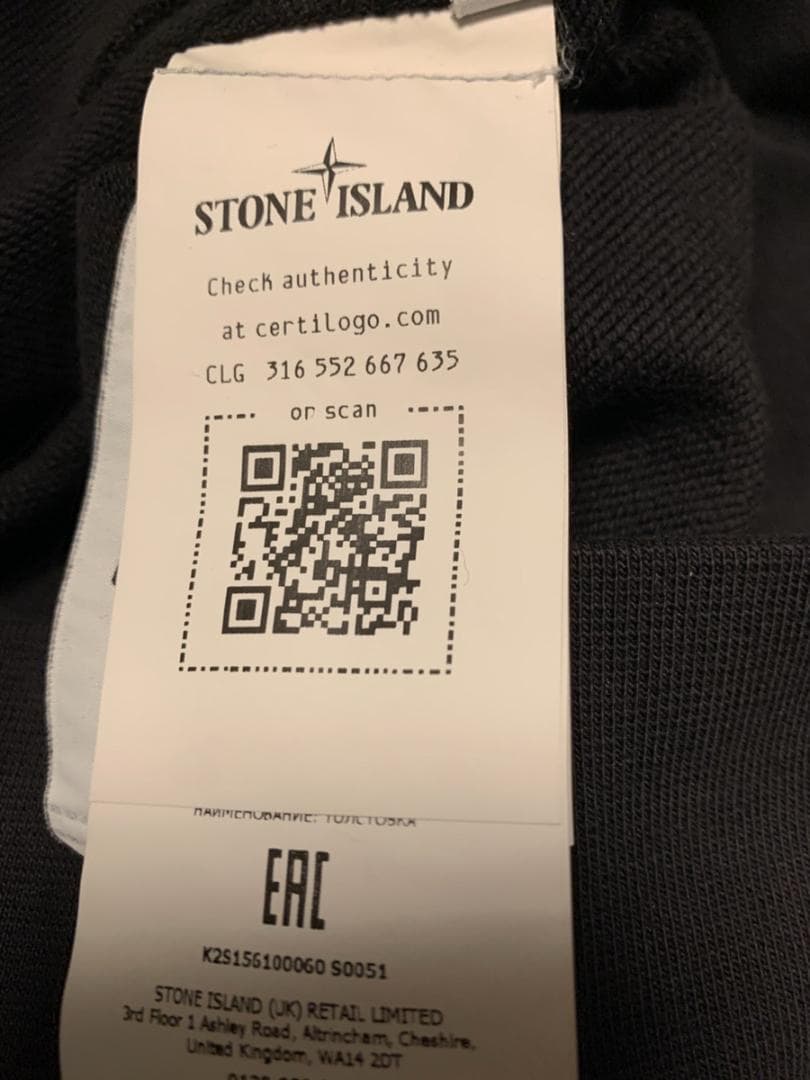 STONE ISLAND
Check authenticity
at certilogo.com
CLG 316 552 667 635
or scan
НАИМЕНОВАНИЕ: ТОЛСТОВКА
EAC
K2S156100060 S0051
STONE ISLAND (UK) RETAIL LIMITED
3rd Floor 1 Ashley Road, Altrincham, Cheshire,
United Kingdom, WA14 2DT